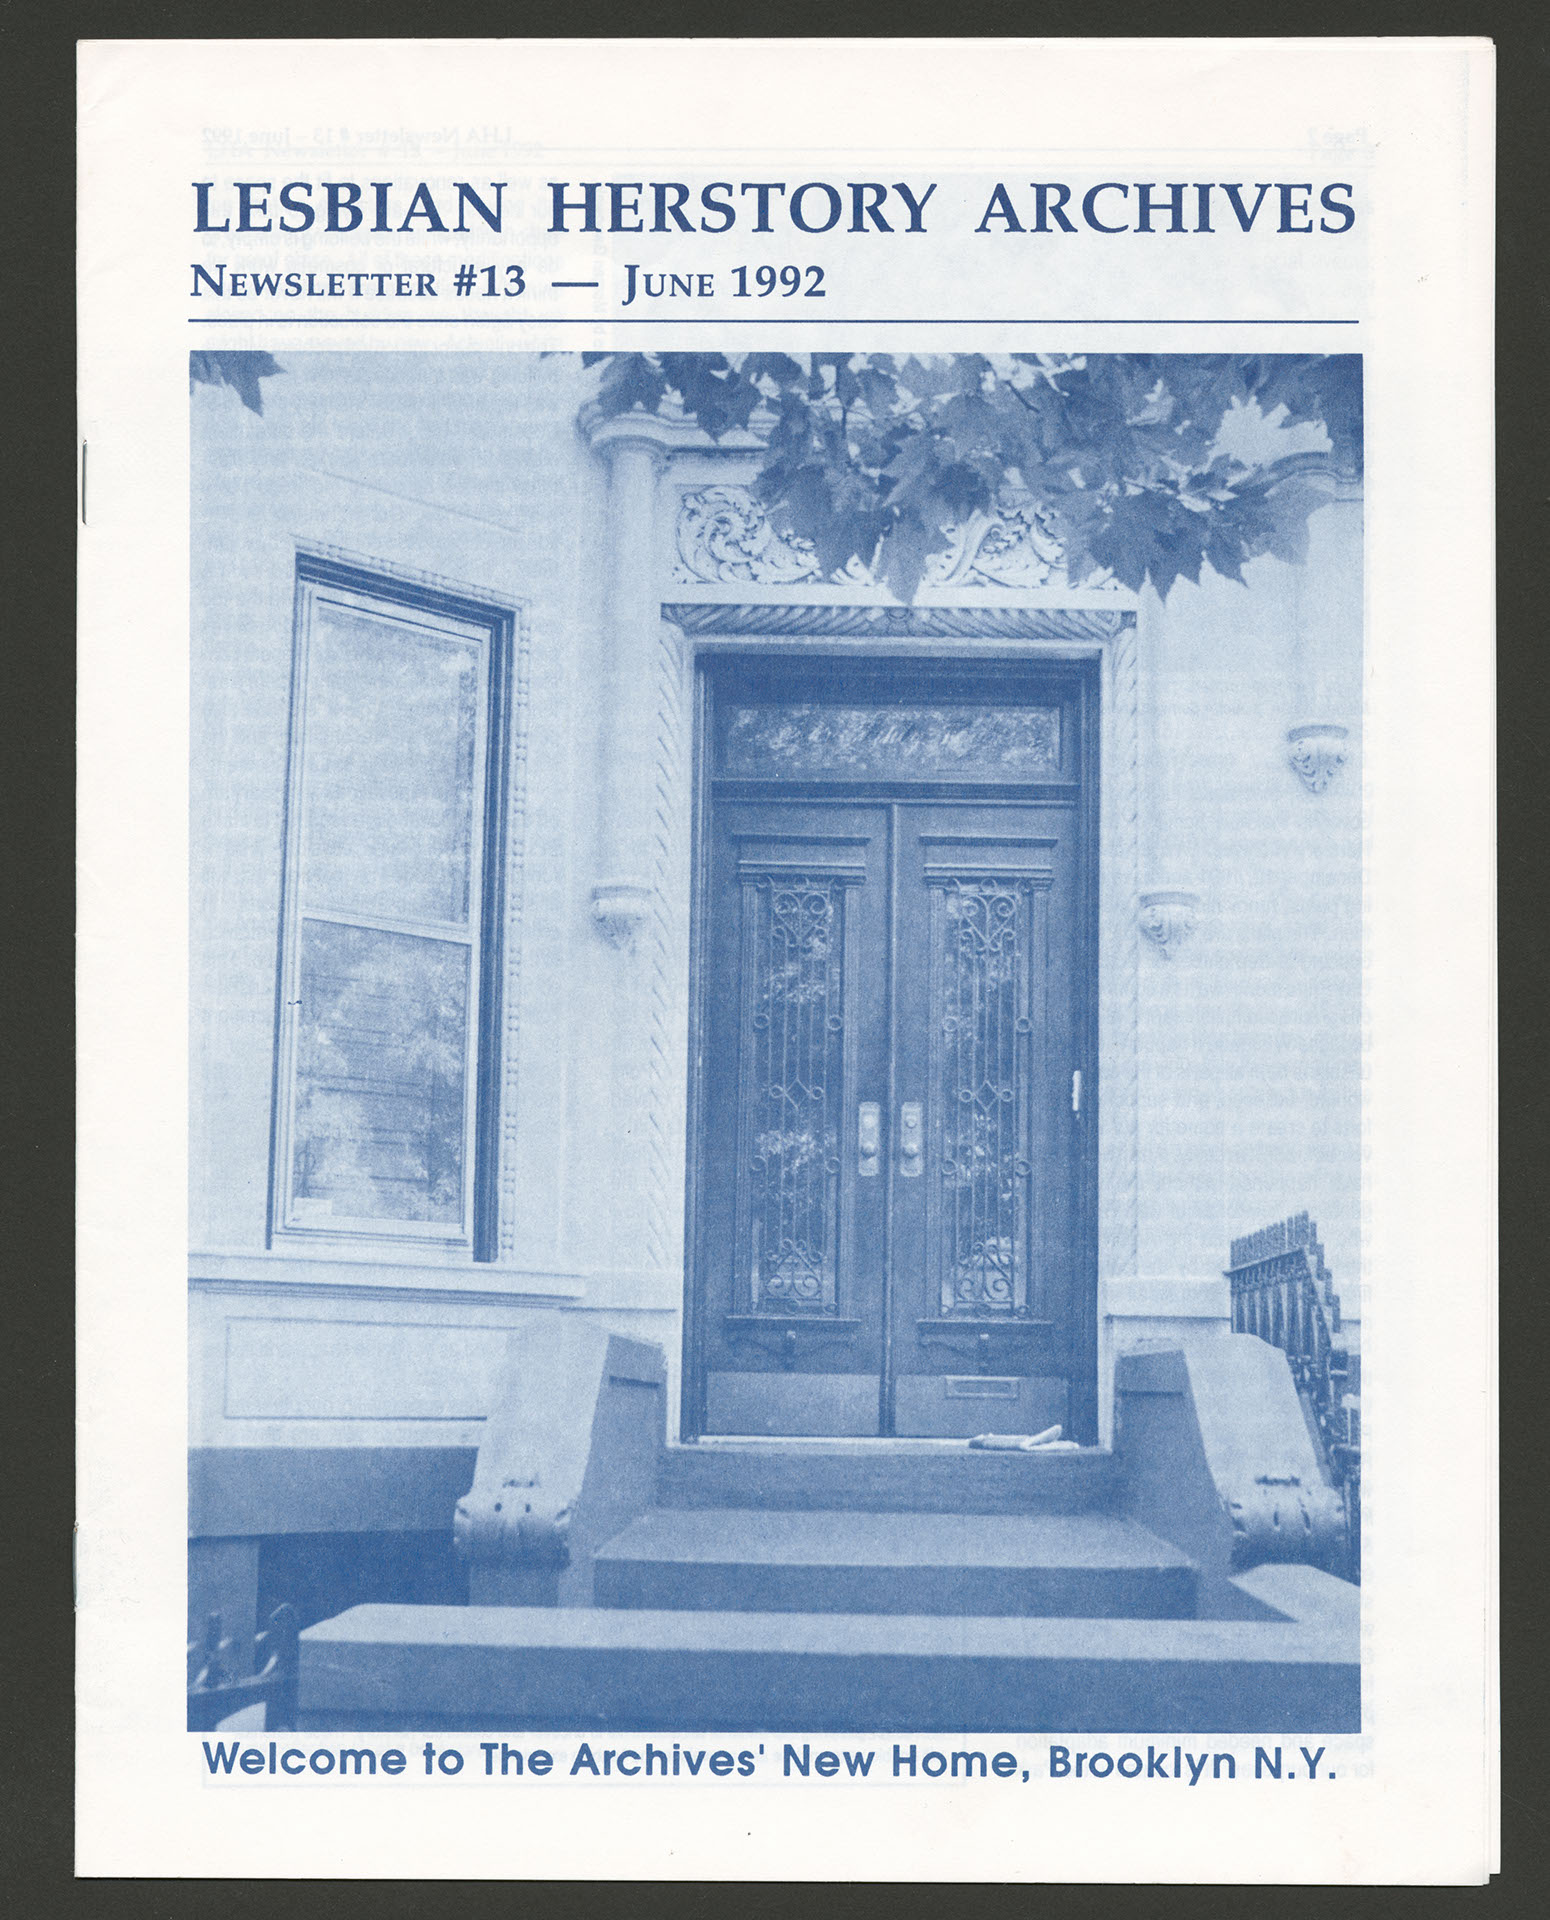 LESBIAN HERSTORY ARCHIVES
NEWSLETTER #13 — JUNE 1992
Welcome to The Archives' New Home, Brooklyn N.Y.